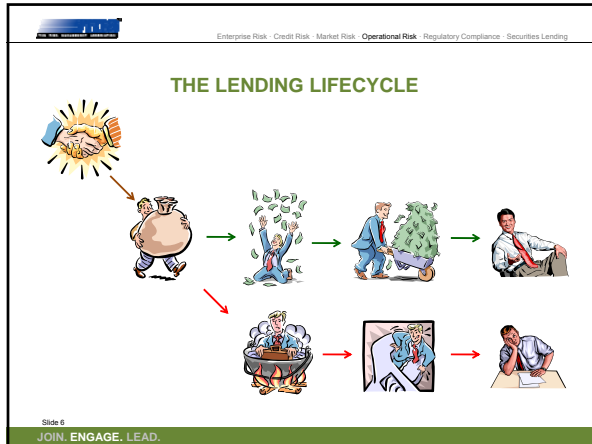 Enterprise Risk · Credit Risk · Market Risk · Operational Risk · Regulatory Compliance · Securities Lending
THE LENDING LIFECYCLE
Slide 6
JOIN. ENGAGE. LEAD.